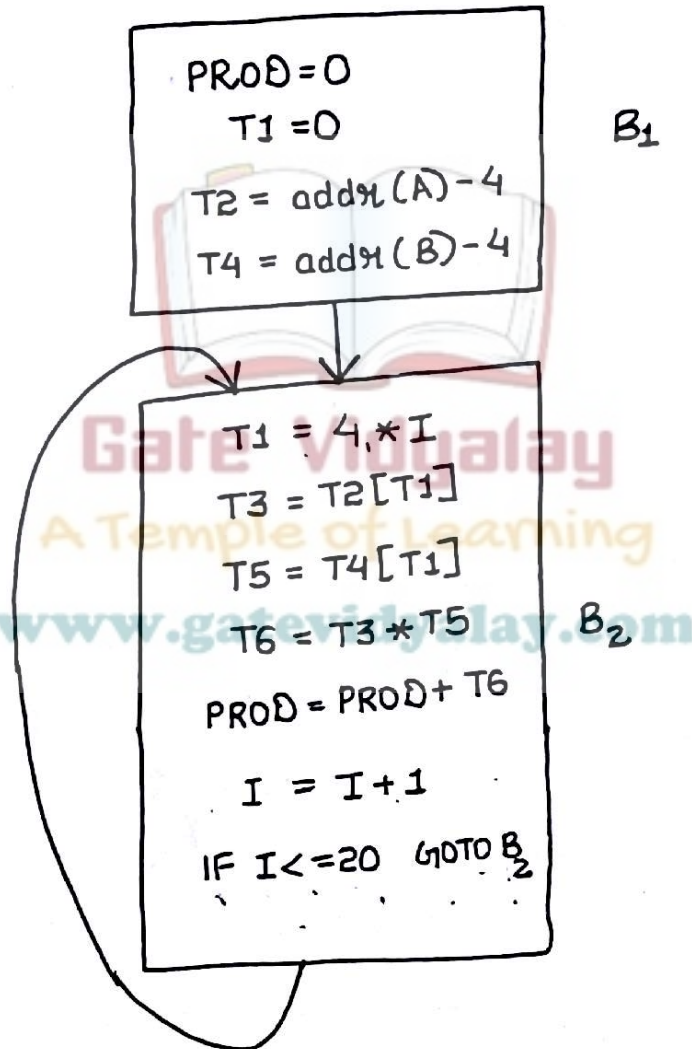 PROD=0
T1 =0
T2 = addr(A)-4
T4 = addr(B)-4
B1
T1 = 4.*I
T3 = T2[T1]
T5 = T4[T1]
T6 = T3*T5
PROD = PROD+ T6
I = I+1
IF I<=20 GOTO B2
B2
Gate Vidyalay
A Temple of Learning
www.gatevidyalay.com